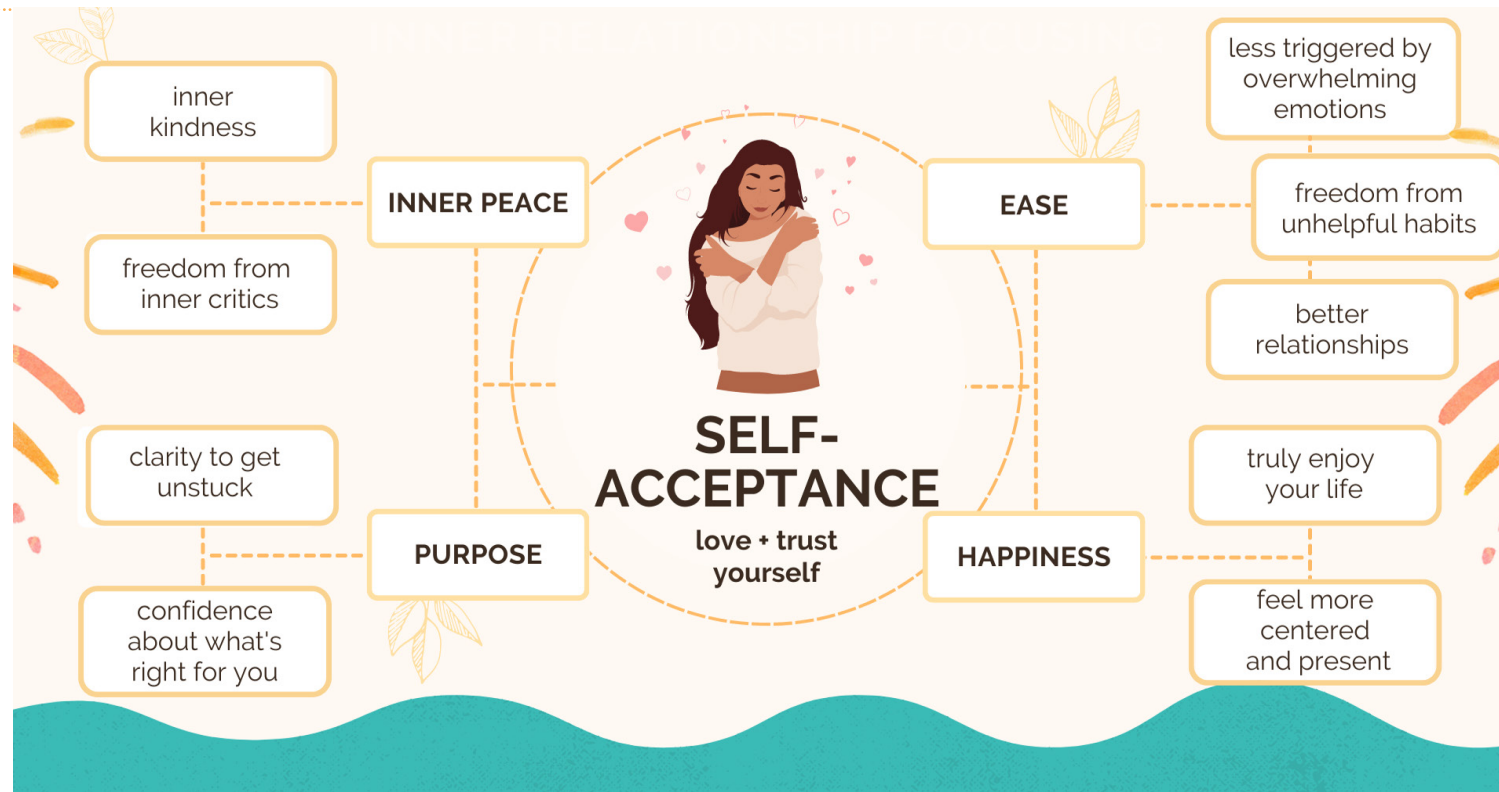 inner
kindness
INNER PEACE
freedom from
inner critics
clarity to get
unstuck
PURPOSE
confidence
about what's
right for you
SELF-
ACCEPTANCE
love + trust
yourself
less triggered by
overwhelming
emotions
EASE
freedom from
unhelpful habits
better
relationships
truly enjoy
your life
HAPPINESS
feel more
centered
and present